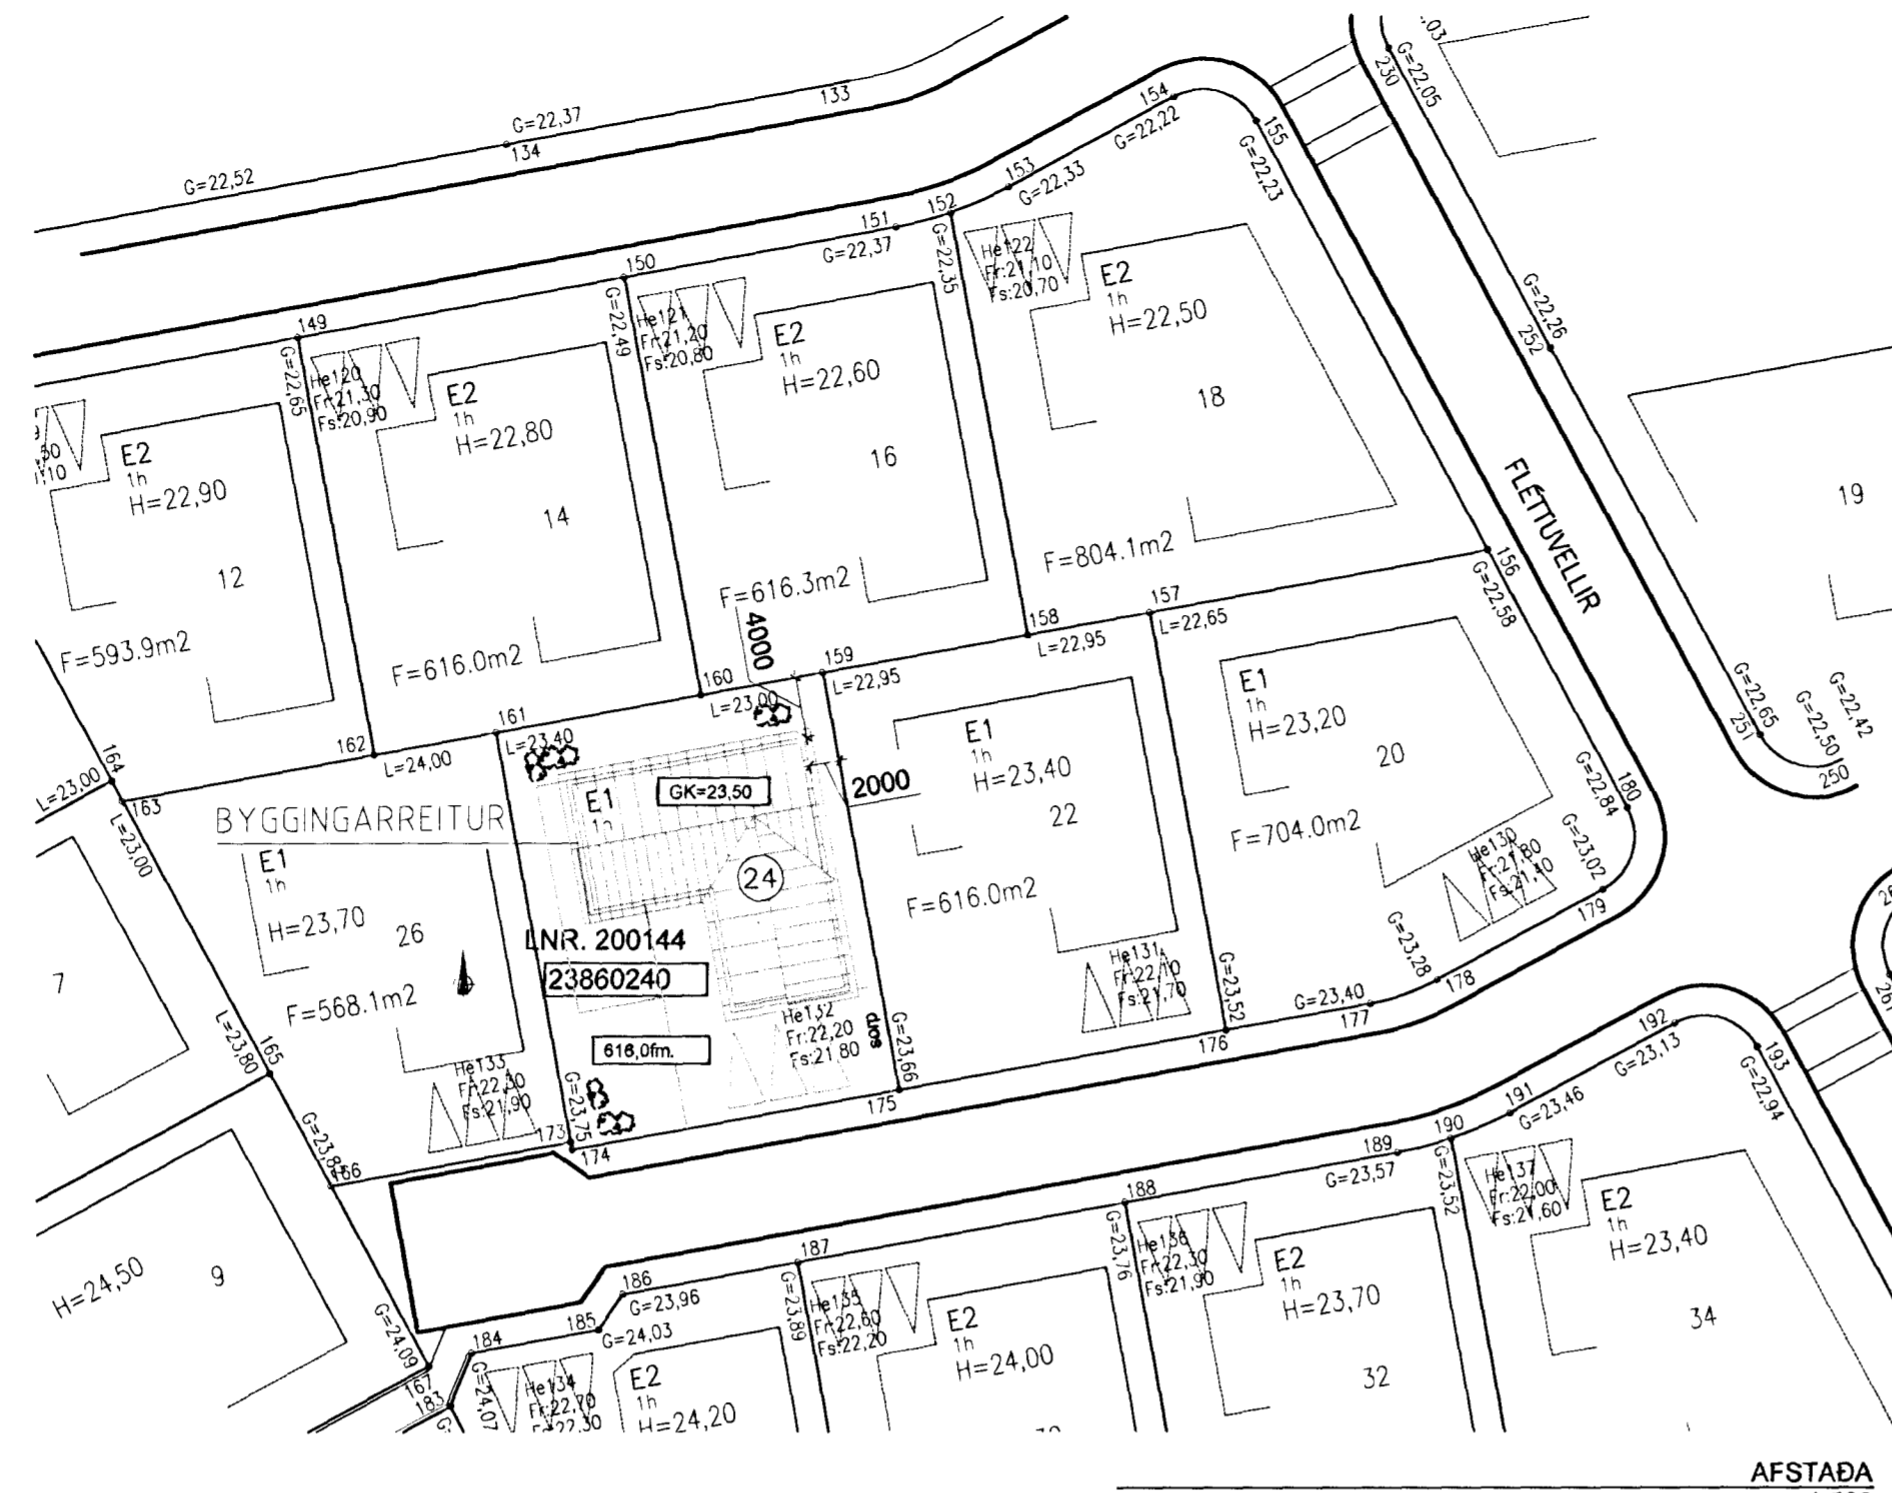 G=22,37
133
134
G=22,52
154
G=22,22
155
G=22,23
153
G=22,33
152
151
G=22,37
G=22,35
150
G=22,49
149
G=22,65
230
G=22,05
G=22,26
252
He122
Fr:21,10
Fs:20,70
E2
1h
H=22,50
18
F=804.1m2
He121
Fr:21,20
Fs:20,80
E2
1h
H=22,60
16
F=616.3m2
He120
Fr:21,30
Fs:20,90
E2
1h
H=22,80
14
F=616.0m2
E2
1h
H=22,90
12
F=593.9m2
FLÉTTUVELLIR
19
156
G=22,58
157
L=22,65
158
L=22,95
159
L=22,95
4000
160
L=23,00
161
L=23,40
162
L=24,00
163
164
L=23,00
L=23,00
G=22,65
251
G=22,50
G=22,42
250
BYGGINGARREITUR
E1
1h
GK=23,50
2000
24
LNR. 200144
23860240
616,0fm.
He132
Fr:22,20
Fs:21,80
sorp
E1
1h
H=23,40
22
F=616.0m2
He131
Fr:22,10
Fs:21,70
E1
1h
H=23,20
20
F=704.0m2
He130
Fr:21,80
Fs:21,40
G=22,84
180
G=23,02
179
G=23,28
178
G=23,40
177
G=23,52
176
G=23,66
175
E1
1h
H=23,70
26
F=568.1m2
He133
Fr:22,30
Fs:21,90
7
165
L=23,80
166
173
G=23,75
174
192
G=23,13
193
G=22,94
191
G=23,46
190
189
G=23,57
G=23,52
188
G=23,76
187
G=23,89
186
G=23,96
185
G=24,03
184
G=24,07
G=24,09
167
183
H=24,50
9
He134
Fr:22,70
Fs:22,30
E2
1h
H=24,20
He135
Fr:22,60
Fs:22,20
E2
1h
H=24,00
He136
Fr:22,30
Fs:21,90
E2
1h
H=23,70
32
He137
Fr:22,00
Fs:21,60
E2
1h
H=23,40
34
AFSTAÐA